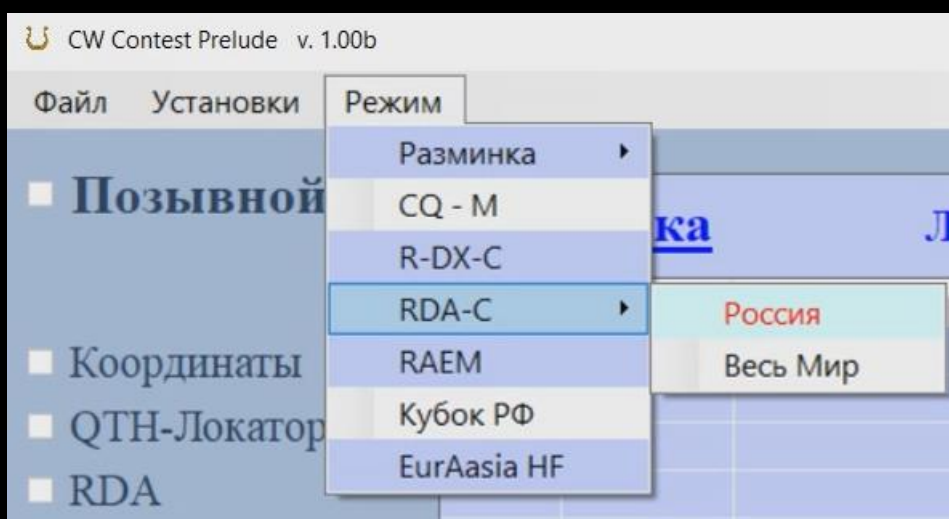 CW Contest Prelude v. 1.00b
Файл Установки Режим
Разминка
Позывной
CQ - M
ка Л
R-DX-C
RDA-C
Россия
Координаты
RAEM
Весь Мир
QTH-Локатор
Кубок РФ
EurAasia HF
RDA